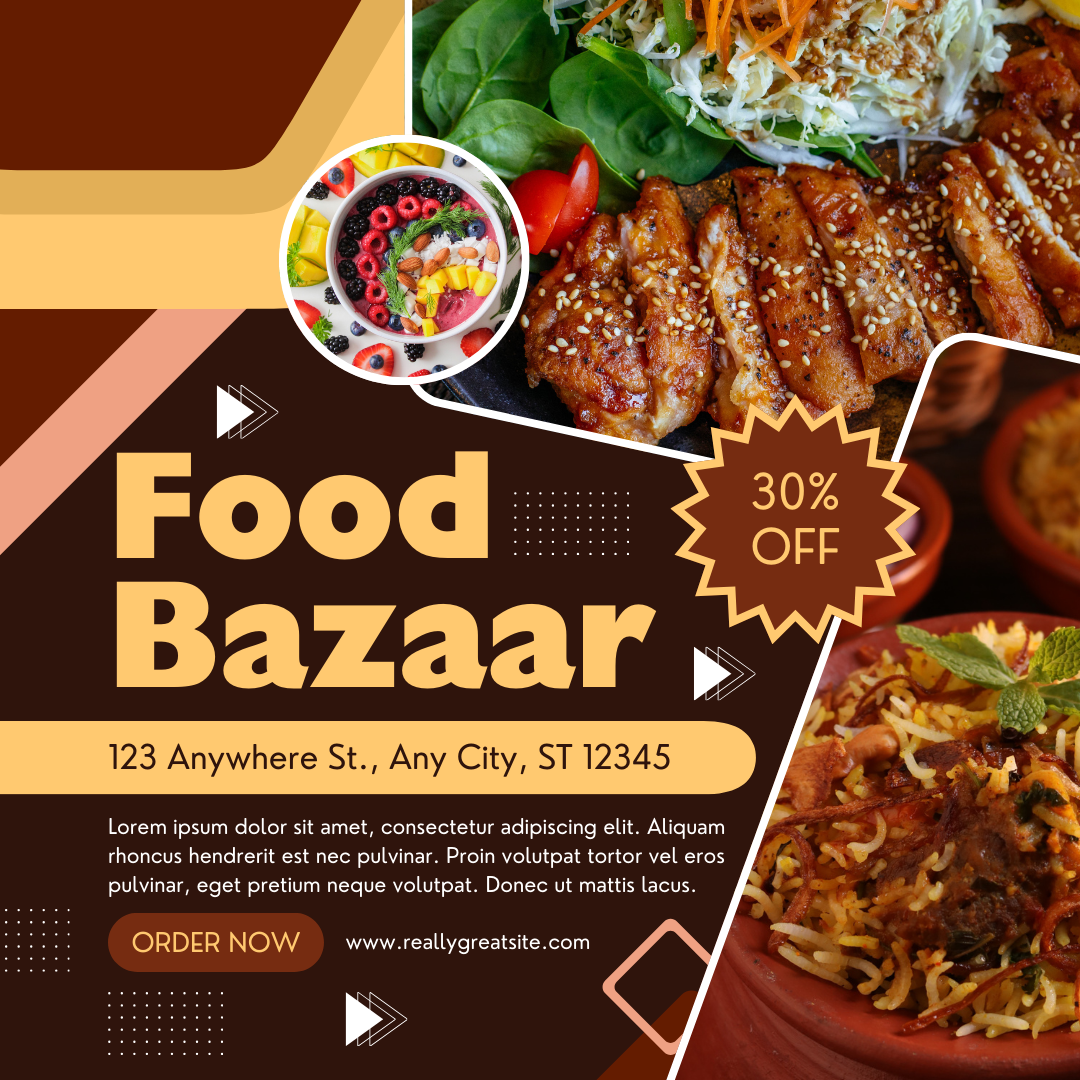 Food
Bazaar
30%
OFF
123 Anywhere St., Any City, ST 12345
Lorem ipsum dolor sit amet, consectetur adipiscing elit. Aliquam
rhoncus hendrerit est nec pulvinar. Proin volutpat tortor vel eros
pulvinar, eget pretium neque volutpat. Donec ut mattis lacus.
ORDER NOW
www.reallygreatsite.com